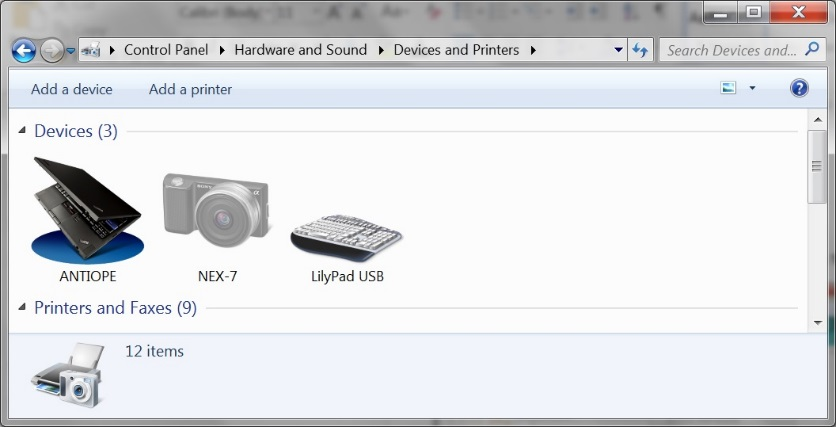 Control Panel Hardware and Sound Devices and Printers Search Devices and...
Add a device Add a printer
Devices (3)
SONY
α
ANTIOPE NEX-7 LilyPad USB
Printers and Faxes (9)
12 items